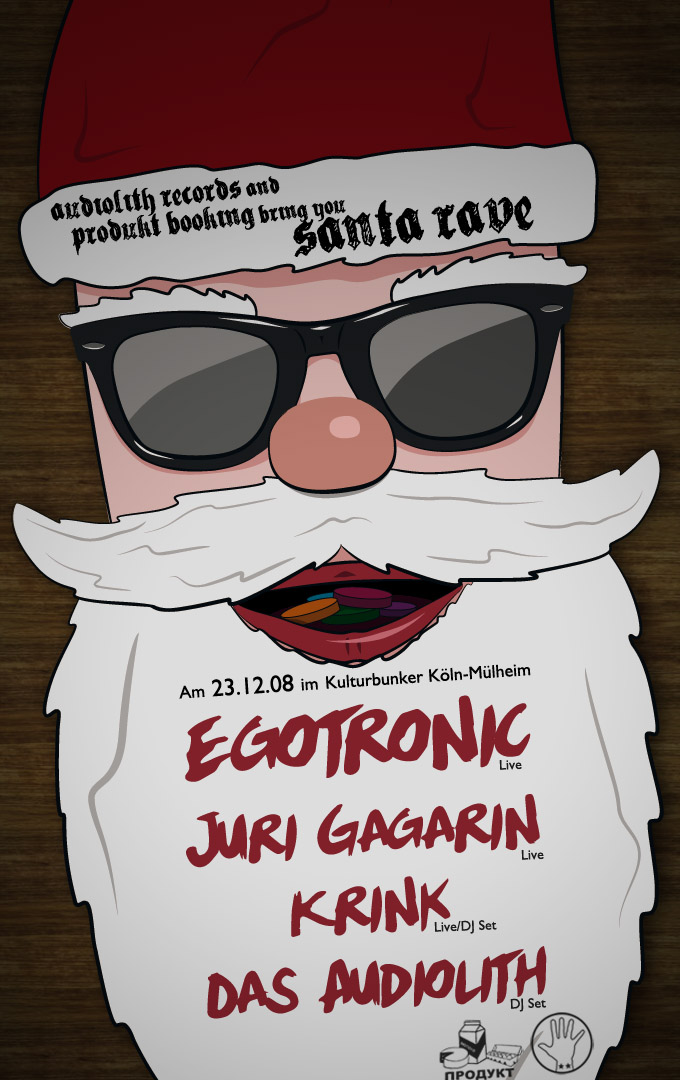 audiolith records and
produkt booking bring you
santa rave
Am 23.12.08 im Kulturbunker Köln-Mülheim
EGOTRONIC
Live
JURI GAGARIN
Live
KRINK
Live/DJ Set
DAS AUDIOLITH
DJ Set
ПРОДУКТ